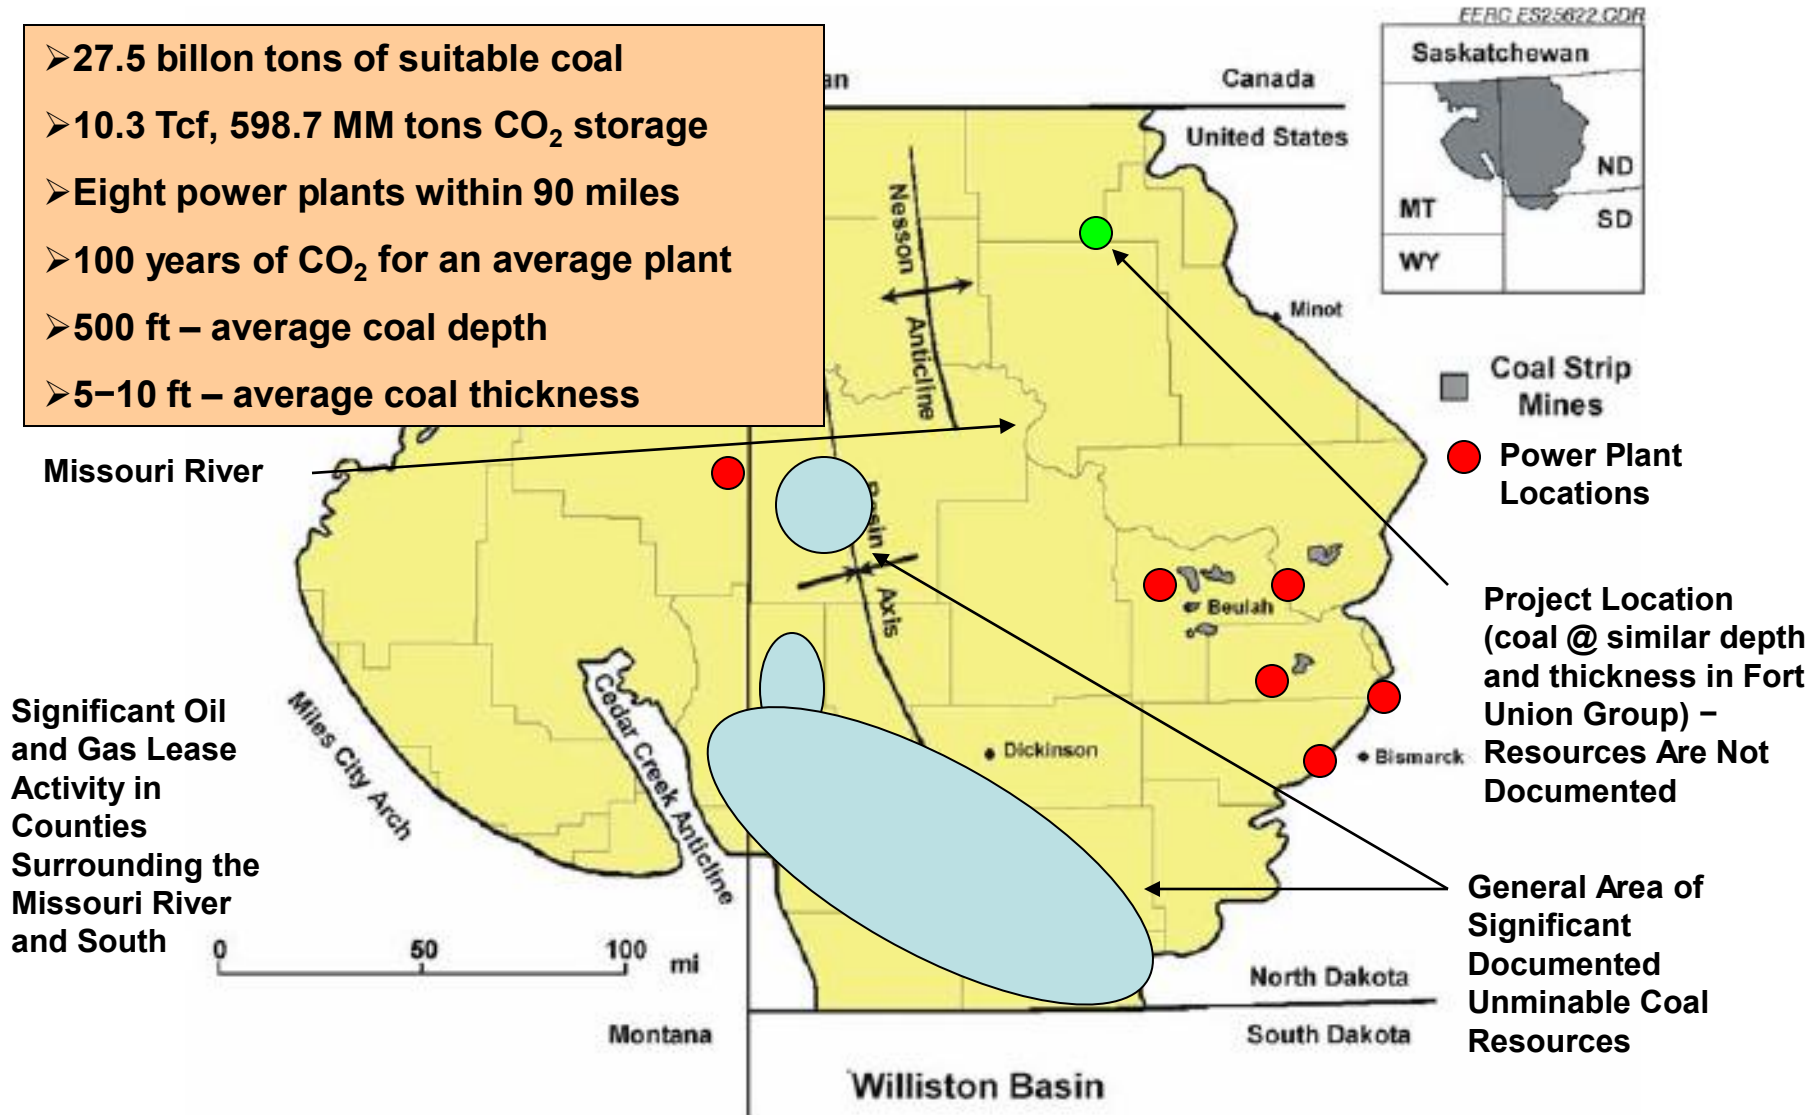 EERC ES25622.CDR
➢27.5 billon tons of suitable coal
➢10.3 Tcf, 598.7 MM tons CO₂ storage
➢Eight power plants within 90 miles
➢100 years of CO₂ for an average plant
➢500 ft – average coal depth
➢5–10 ft – average coal thickness
an
Canada
United States
Saskatchewan
ND
MT
SD
WY
Nesson
Anticline
Minot
Coal Strip
Mines
Power Plant
Locations
Missouri River
Basin
Axis
Beulah
Project Location
(coal @ similar depth
and thickness in Fort
Union Group) –
Resources Are Not
Documented
Significant Oil
and Gas Lease
Activity in
Counties
Surrounding the
Missouri River
and South
Miles City Arch
Cedar Creek Anticline
Dickinson
Bismarck
General Area of
Significant
Documented
Unminable Coal
Resources
0 50 100 mi
North Dakota
Montana
South Dakota
Williston Basin